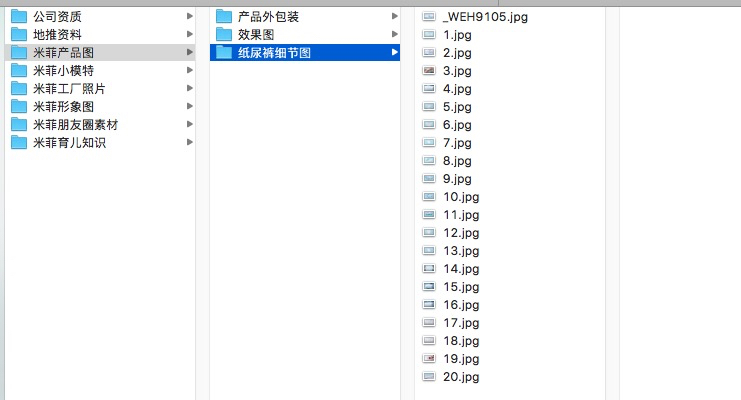 公司资质
地推资料
米菲产品图
米菲小模特
米菲工厂照片
米菲形象图
米菲朋友圈素材
米菲育儿知识
产品外包装
效果图
纸尿裤细节图
_WEH9105.jpg
1.jpg
2.jpg
3.jpg
4.jpg
5.jpg
6.jpg
7.jpg
8.jpg
9.jpg
10.jpg
11.jpg
12.jpg
13.jpg
14.jpg
15.jpg
16.jpg
17.jpg
18.jpg
19.jpg
20.jpg